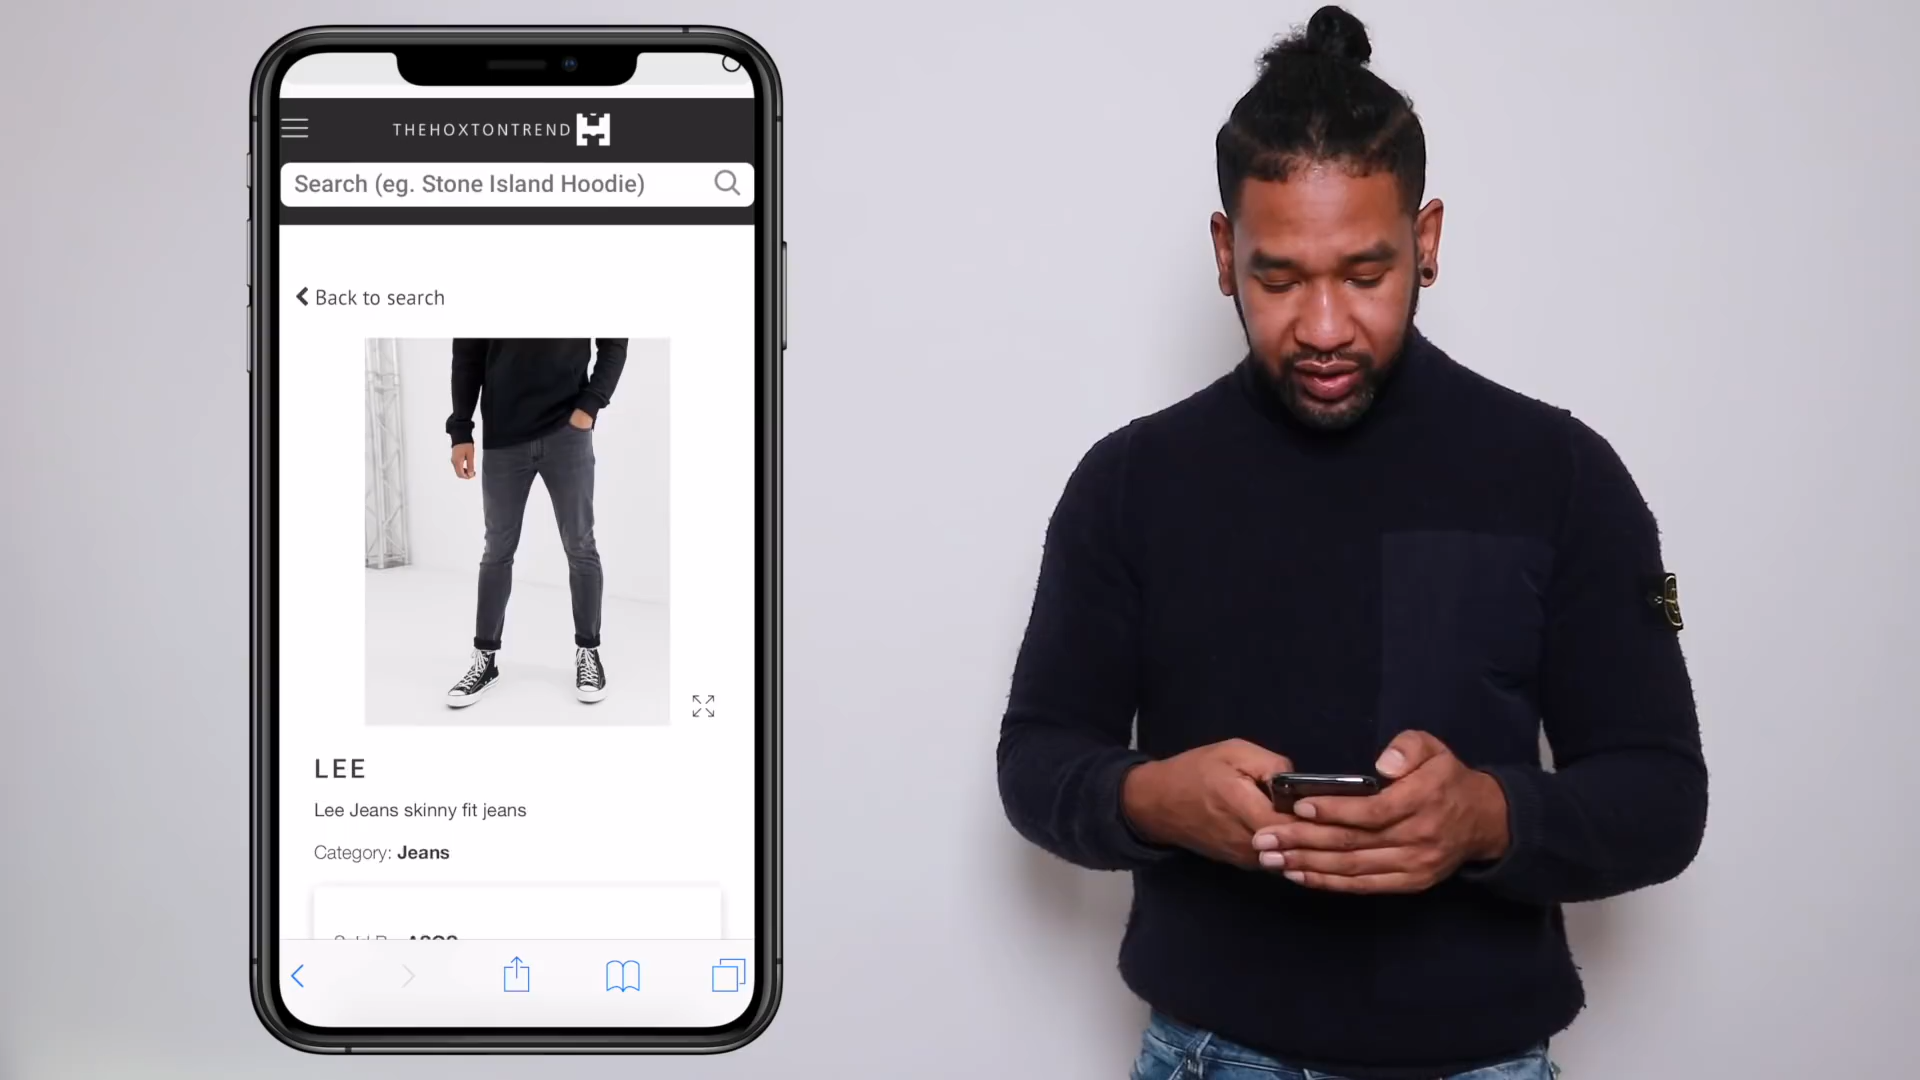 THEHOXTONTREND
Search (eg. Stone Island Hoodie)
Back to search
LEE
Lee Jeans skinny fit jeans
Category: Jeans